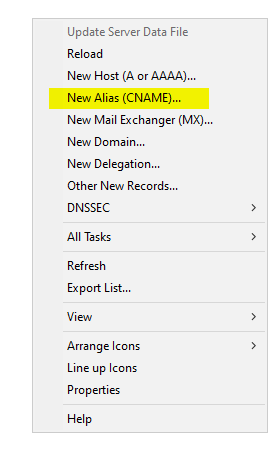 Update Server Data File
Reload
New Host (A or AAAA)...
New Alias (CNAME)...
New Mail Exchanger (MX)...
New Domain...
New Delegation...
Other New Records...
DNSSEC
All Tasks
Refresh
Export List...
View
Arrange Icons
Line up Icons
Properties
Help